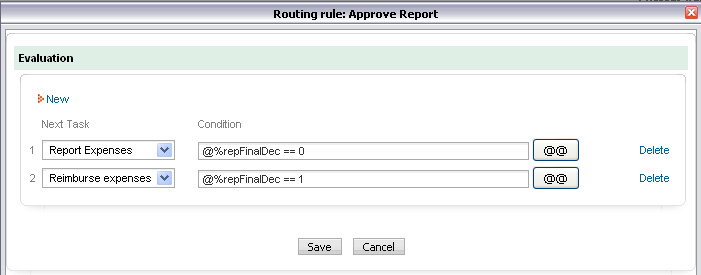 Routing rule: Approve Report
Evaluation
New
Next Task Condition
1 Report Expenses @%repFinalDec == 0 @@ Delete
2 Reimburse expenses @%repFinalDec == 1 @@ Delete
Save Cancel